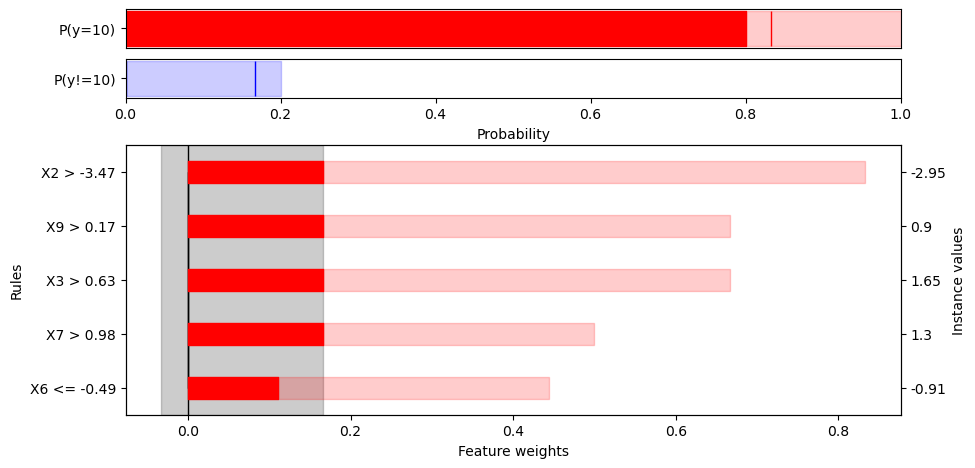 P(y=10)
P(y!=10)
0.0 0.2 0.4 0.6 0.8 1.0
Probability
X2 > -3.47 -2.95
X9 > 0.17 0.9
X3 > 0.63 1.65
X7 > 0.98 1.3
X6 <= -0.49 -0.91
Rules
Instance values
0.0 0.2 0.4 0.6 0.8
Feature weights